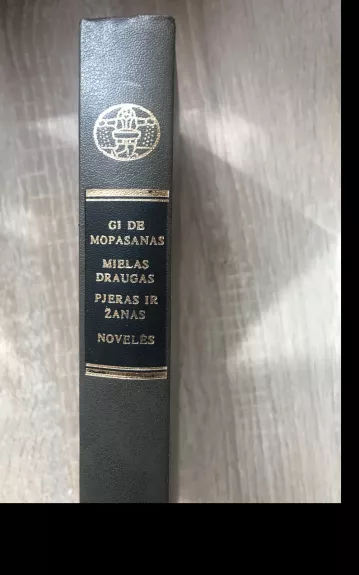 GI DE
MOPASANAS
MIELAS
DRAUGAS
PJERAS IR
ŽANAS
NOVELĖS